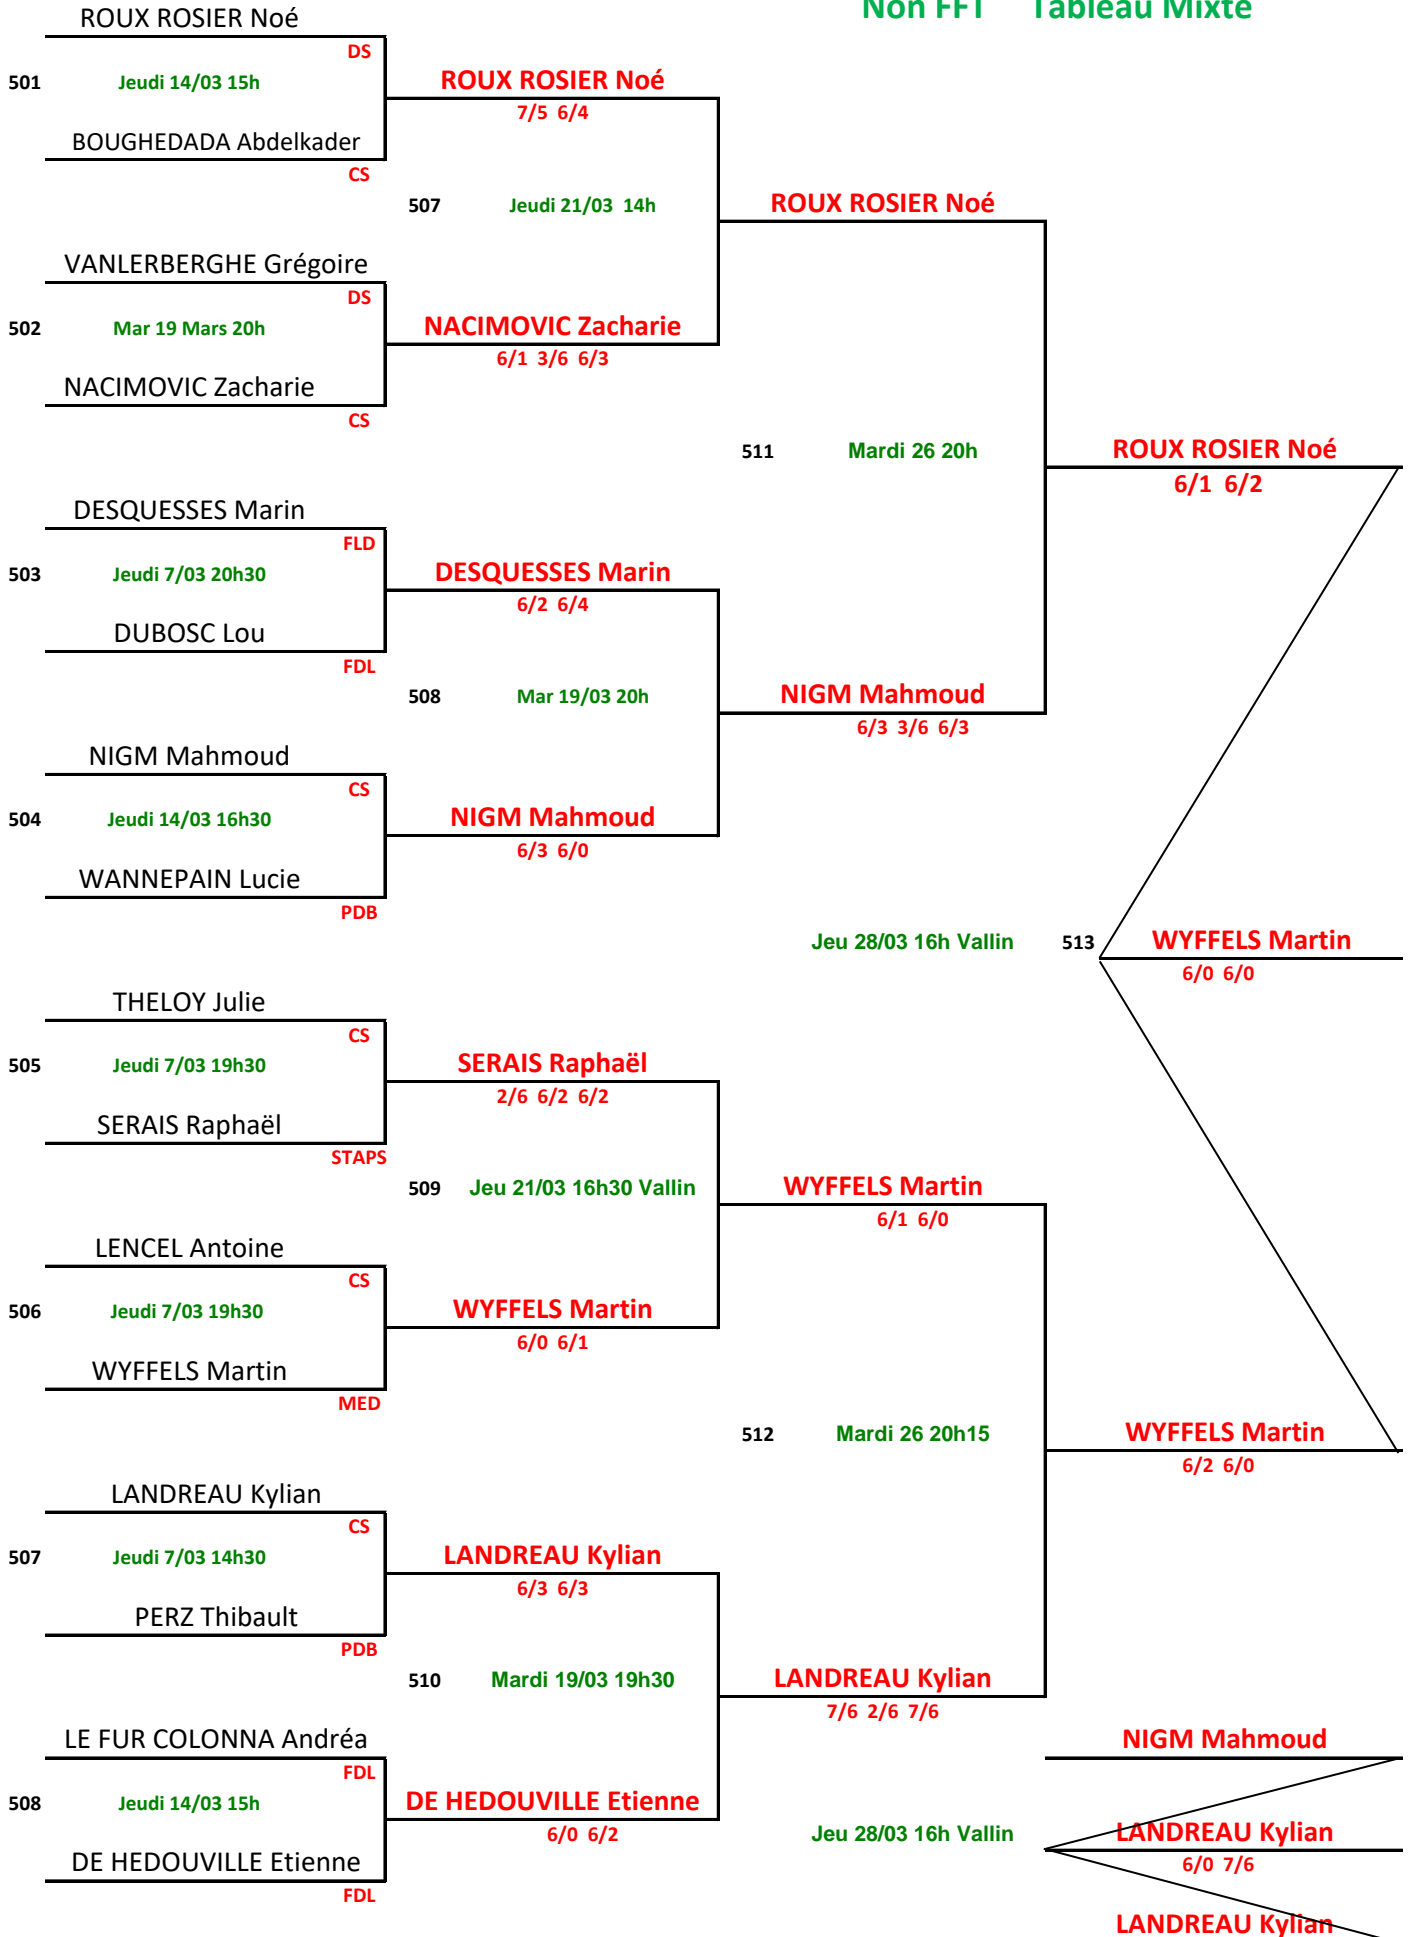 Non FFT Tableau Mixte
ROUX ROSIER Noé
DS
501 Jeudi 14/03 15h
ROUX ROSIER Noé
7/5 6/4
BOUGHEDADA Abdelkader
CS
507 Jeudi 21/03 14h
ROUX ROSIER Noé
VANLERBERGHE Grégoire
DS
502 Mar 19 Mars 20h
NACIMOVIC Zacharie
6/1 3/6 6/3
NACIMOVIC Zacharie
CS
511 Mardi 26 20h
ROUX ROSIER Noé
6/1 6/2
DESQUESSES Marin
FLD
503 Jeudi 7/03 20h30
DESQUESSES Marin
6/2 6/4
DUBOSC Lou
FDL
508 Mar 19/03 20h
NIGM Mahmoud
6/3 3/6 6/3
NIGM Mahmoud
CS
504 Jeudi 14/03 16h30
NIGM Mahmoud
6/3 6/0
WANNEPAIN Lucie
PDB
Jeu 28/03 16h Vallin 513 WYFFELS Martin
6/0 6/0
THELOY Julie
CS
505 Jeudi 7/03 19h30
SERAIS Raphaël
2/6 6/2 6/2
SERAIS Raphaël
STAPS
509 Jeu 21/03 16h30 Vallin
WYFFELS Martin
6/1 6/0
LENCEL Antoine
CS
506 Jeudi 7/03 19h30
WYFFELS Martin
6/0 6/1
WYFFELS Martin
MED
512 Mardi 26 20h15
WYFFELS Martin
6/2 6/0
LANDREAU Kylian
CS
507 Jeudi 7/03 14h30
LANDREAU Kylian
6/3 6/3
PERZ Thibault
PDB
510 Mardi 19/03 19h30
LANDREAU Kylian
7/6 2/6 7/6
LE FUR COLONNA Andréa
NIGM Mahmoud
FDL
508 Jeudi 14/03 15h
DE HEDOUVILLE Etienne
6/0 6/2
Jeu 28/03 16h Vallin
LANDREAU Kylian
6/0 7/6
DE HEDOUVILLE Etienne
FDL
LANDREAU Kylian